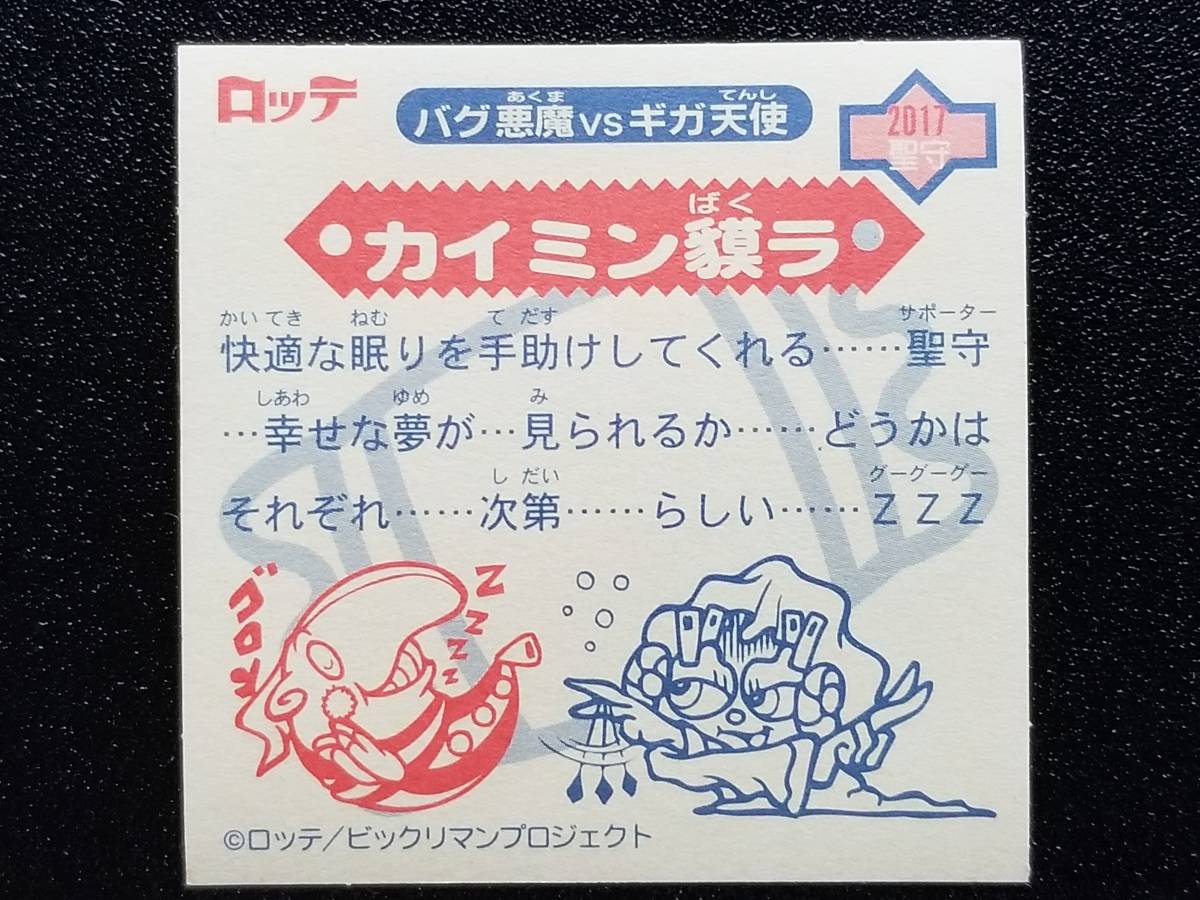 ロッテ
バグ悪魔vsギガ天使
あくま
てんし
2017
聖守
ばく
カイミン貘ラ
かいてき ねむ て だす サポーター
快適な眠りを手助けしてくれる……聖守
しあわ ゆめ み
…幸せな夢が…見られるか……どうかは
し だい グーグーグー
それぞれ……次第……らしい……ZZZ
Z
Z
Z
Z
©ロッテ/ビックリマンプロジェクト